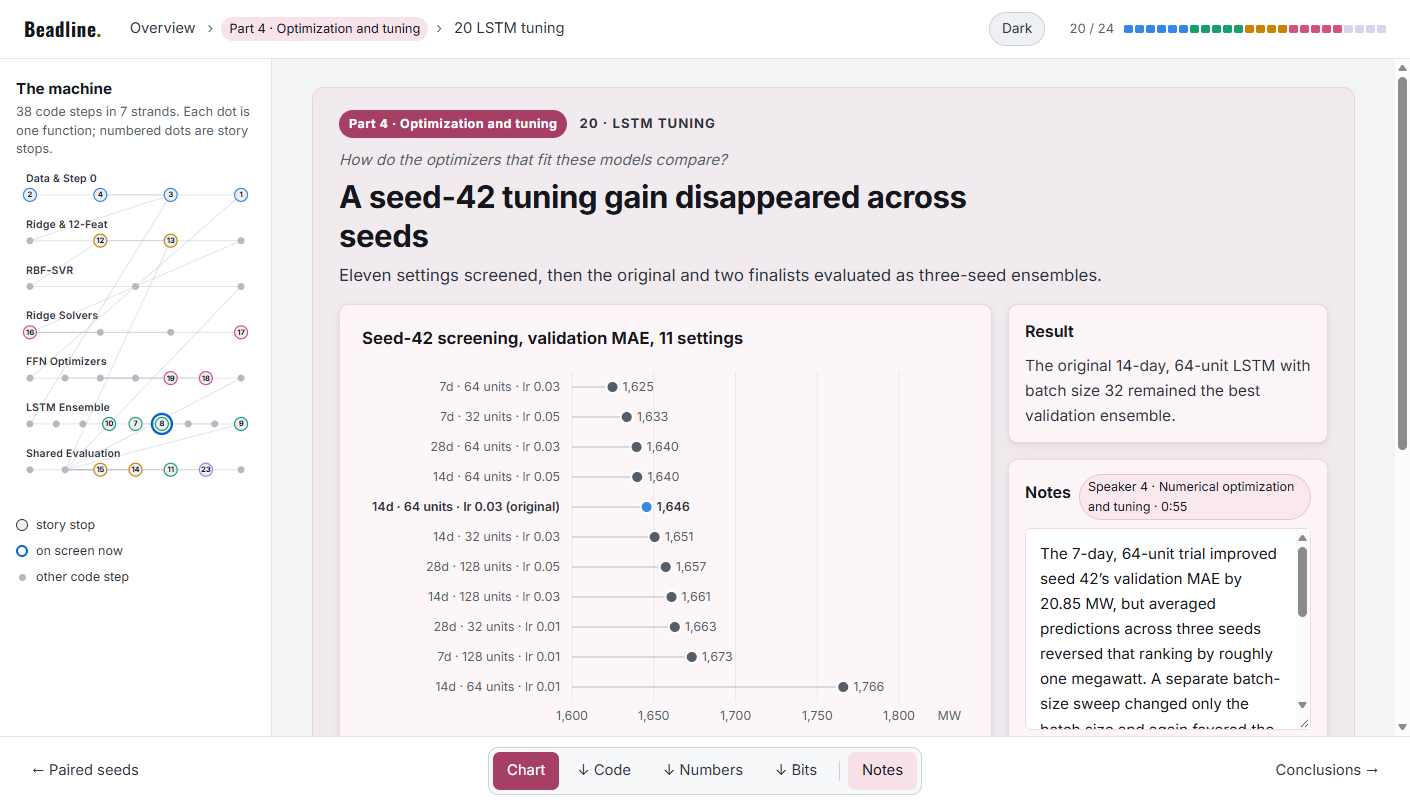 Beadline.
Overview › Part 4 · Optimization and tuning › 20 LSTM tuning
Dark
20 / 24
The machine
38 code steps in 7 strands. Each dot is
one function; numbered dots are story
stops.
Data & Step 0
2 4 3 1
Ridge & 12-Feat
12 13
RBF-SVR
Ridge Solvers
16 17
FFN Optimizers
19 18
LSTM Ensemble
10 7 8 9
Shared Evaluation
15 14 11 23
story stop
on screen now
other code step
Part 4 · Optimization and tuning 20 · LSTM TUNING
How do the optimizers that fit these models compare?
A seed-42 tuning gain disappeared across
seeds
Eleven settings screened, then the original and two finalists evaluated as three-seed ensembles.
Seed-42 screening, validation MAE, 11 settings
7d · 64 units · lr 0.03 1,625
7d · 32 units · lr 0.05 1,633
28d · 64 units · lr 0.03 1,640
14d · 64 units · lr 0.05 1,640
14d · 64 units · lr 0.03 (original) 1,646
14d · 32 units · lr 0.03 1,651
28d · 128 units · lr 0.05 1,657
14d · 128 units · lr 0.03 1,661
28d · 32 units · lr 0.01 1,663
7d · 128 units · lr 0.01 1,673
14d · 64 units · lr 0.01 1,766
1,600 1,650 1,700 1,750 1,800 MW
Result
The original 14-day, 64-unit LSTM with
batch size 32 remained the best
validation ensemble.
Notes
Speaker 4 · Numerical optimization
and tuning · 0:55
The 7-day, 64-unit trial improved
seed 42’s validation MAE by
20.85 MW, but averaged
predictions across three seeds
reversed that ranking by roughly
one megawatt. A separate batch-
size sweep changed only the
batch size and again favored the
← Paired seeds
Chart
↓ Code
↓ Numbers
↓ Bits
Notes
Conclusions →